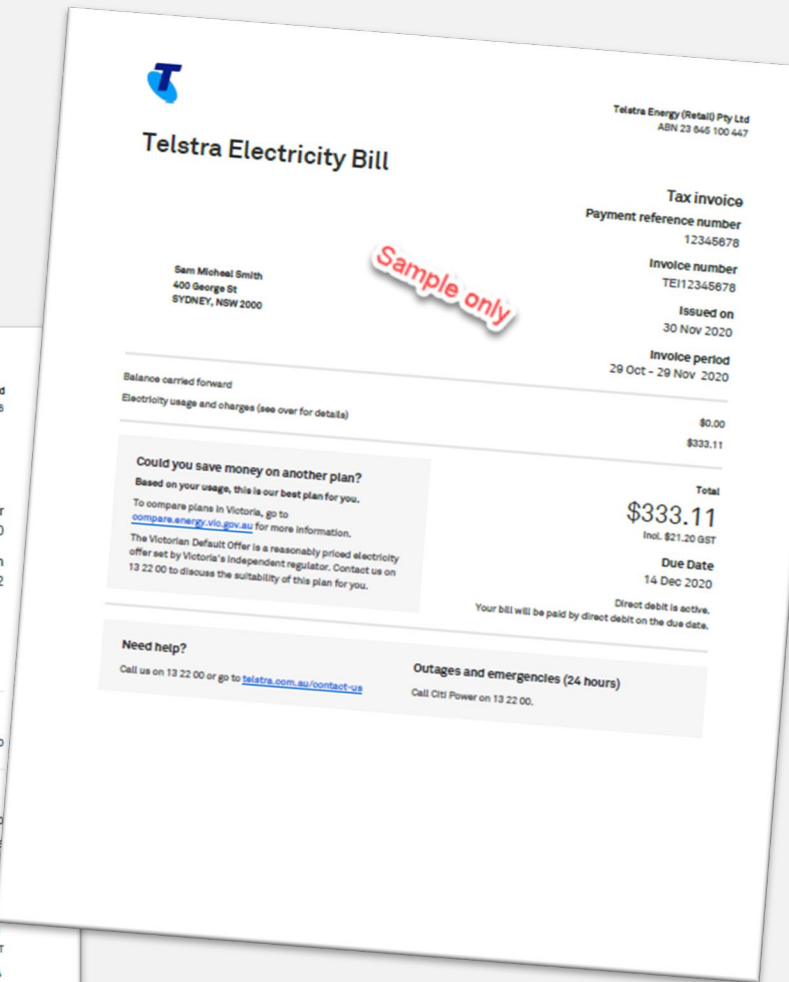 Telstra Energy (Retail) Pty Ltd
ABN 23 646 100 447
Telstra Electricity Bill
Tax invoice
Payment reference number
12345678
Invoice number
TEI12345678
Issued on
30 Nov 2020
Invoice period
29 Oct - 29 Nov 2020
Sam Micheal Smith
400 George St
SYDNEY, NSW 2000
Sample only
Balance carried forward
$0.00
Electricity usage and charges (see over for details)
$333.11
Could you save money on another plan?
Based on your usage, this is our best plan for you.
To compare plans in Victoria, go to
compare.energy.vic.gov.au for more information.
The Victorian Default Offer is a reasonably priced electricity
offer set by Victoria's independent regulator. Contact us on
13 22 00 to discuss the suitability of this plan for you.
Total
$333.11
Incl. $21.20 GST
Due Date
14 Dec 2020
Direct debit is active.
Your bill will be paid by direct debit on the due date.
Need help?
Call us on 13 22 00 or go to telstra.com.au/contact-us
Outages and emergencies (24 hours)
Call Citi Power on 13 22 00.